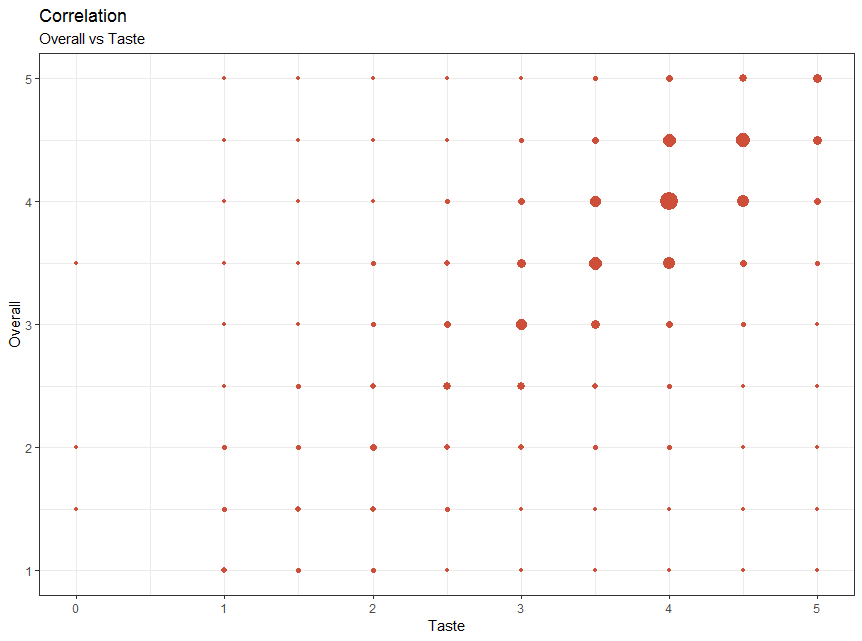 Correlation
Overall vs Taste
5
4
3
2
1
Overall
0 1 2 3 4 5
Taste